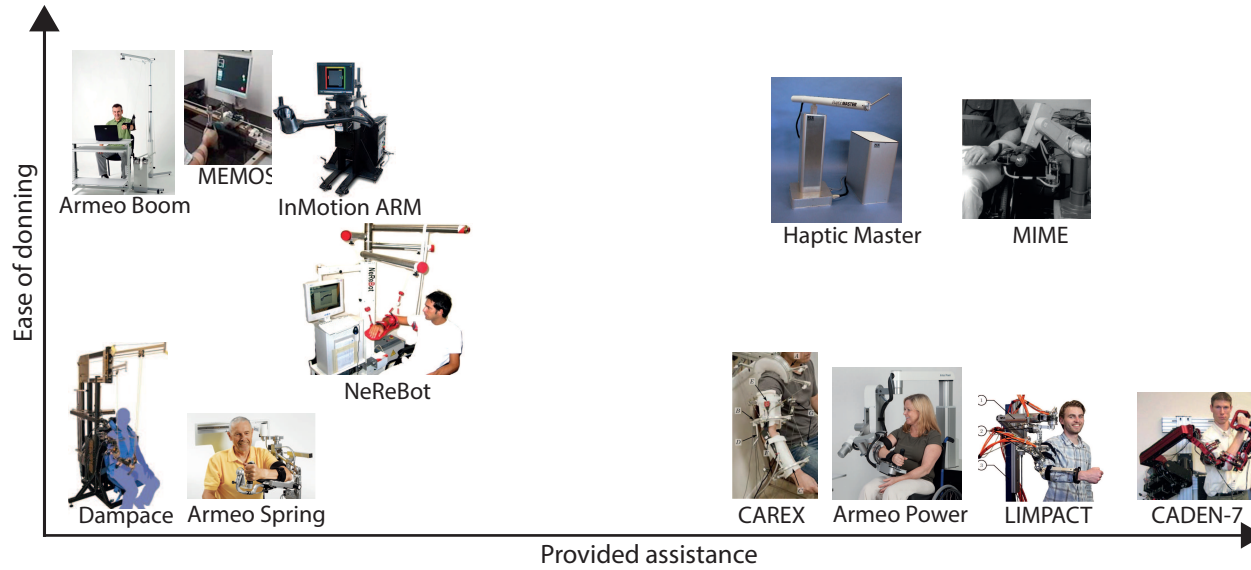 Ease of donning
MEMOS
Armeo Boom
InMotion ARM
Haptic Master
MIME
NeReBot
NeReBot
Dampace
Armeo Spring
CAREX
Armeo Power
LIMPACT
CADEN-7
Provided assistance